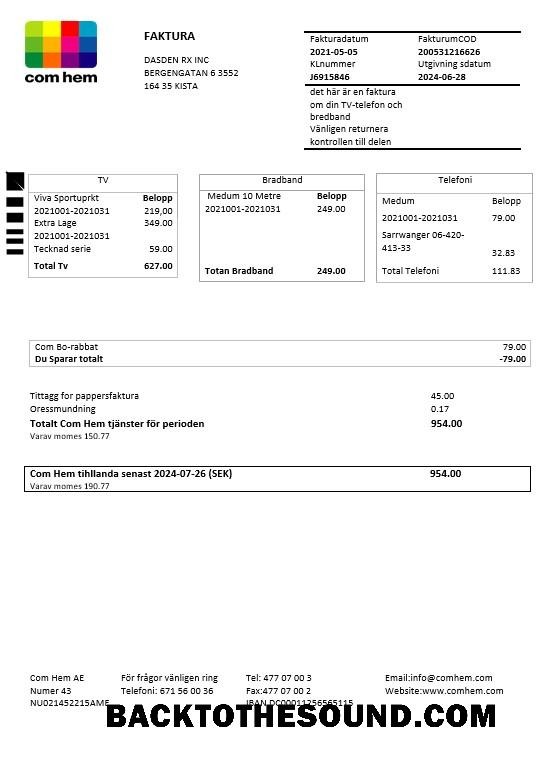 com hem
FAKTURA
DASDEN RX INC
BERGENGATAN 6 3552
164 35 KISTA
Fakturadatum FakturumCOD
2021-05-05 200531216626
KLnummer Utgivning sdatum
J6915846 2024-06-28
det här är en faktura
om din TV-telefon och
bredband
Vänligen returnera
kontrollen till delen
TV
Viva Sportuprkt Belopp
2021001-2021031 219,00
Extra Lage 349.00
2021001-2021031
Tecknad serie 59.00
Total Tv 627.00
Bradband
Medum 10 Metre Belopp
2021001-2021031 249.00
Totan Bradband 249.00
Telefoni
Medum Belopp
2021001-2021031 79.00
Sarrwanger 06-420-
413-33 32.83
Total Telefoni 111.83
Com Bo-rabbat 79.00
Du Sparar totalt -79.00
Tittagg for pappersfaktura 45.00
Oressmundning 0.17
Totalt Com Hem tjänster för perioden 954.00
Varav momes 150.77
Com Hem tihllanda senast 2024-07-26 (SEK) 954.00
Varav momes 190.77
Com Hem AE För frågor vänligen ring Tel: 477 07 00 3 Email:info@comhem.com
Numer 43 Telefoni: 671 56 00 36 Fax:477 07 00 2 Website:www.comhem.com
NU021452215AME IBAN DC00011256565115
BACKTOTHESOUND.COM